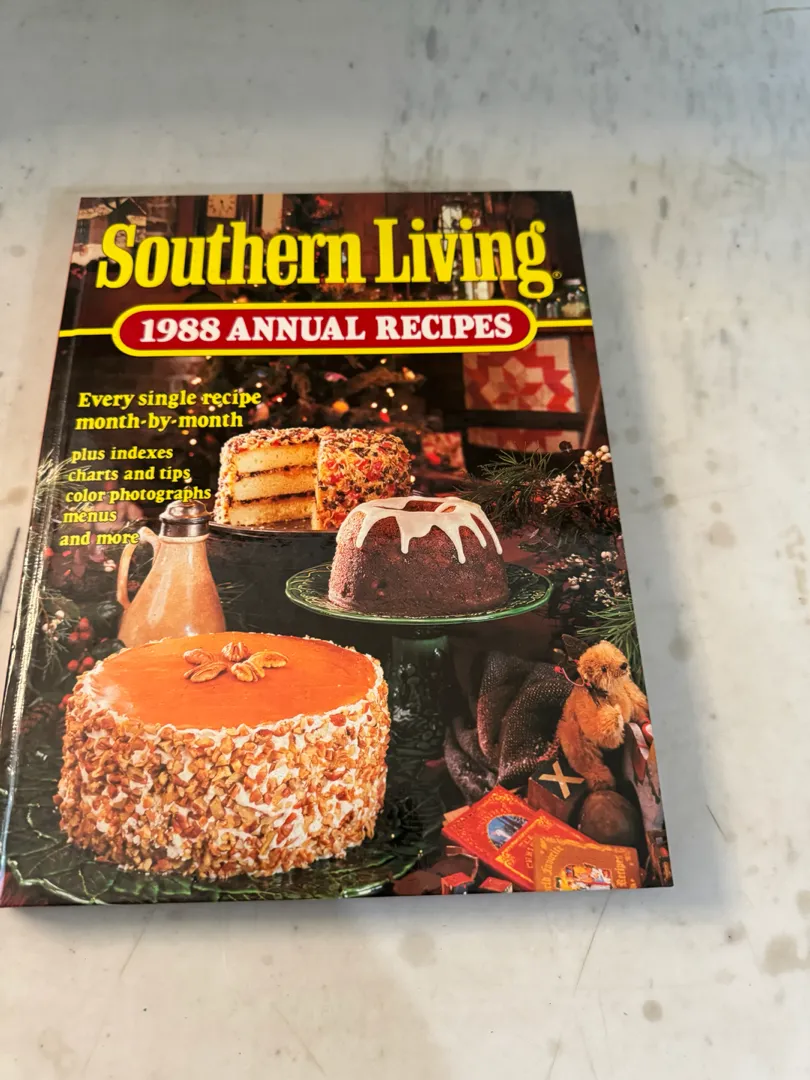 Southern Living®
1988 ANNUAL RECIPES
Every single recipe
month-by-month
plus indexes
charts and tips
color photographs
menus
and more
Recipes